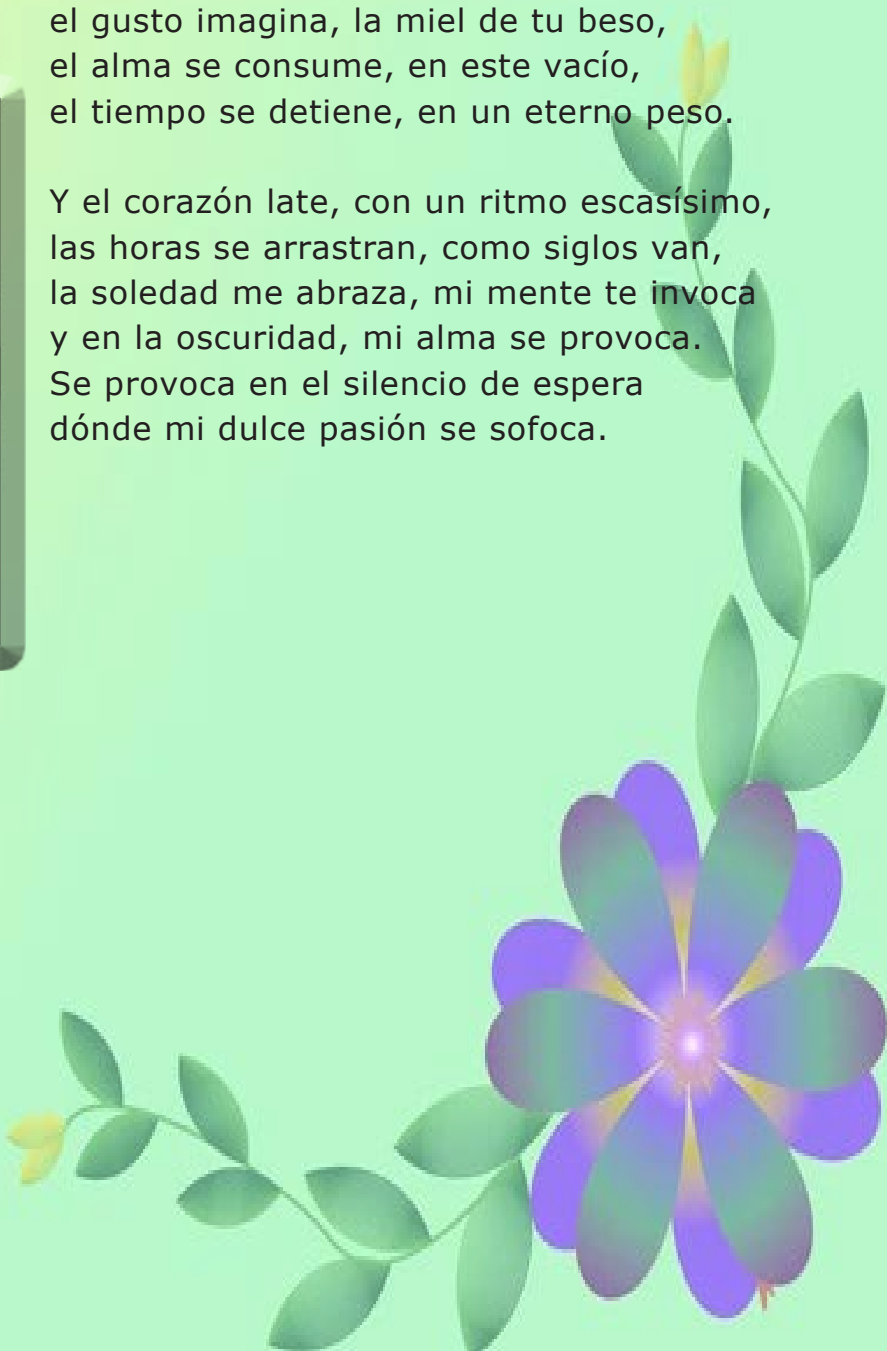 el gusto imagina, la miel de tu beso,
el alma se consume, en este vacío,
el tiempo se detiene, en un eterno peso.
Y el corazón late, con un ritmo escasísimo,
las horas se arrastran, como siglos van,
la soledad me abraza, mi mente te invoca
y en la oscuridad, mi alma se provoca.
Se provoca en el silencio de espera
dónde mi dulce pasión se sofoca.